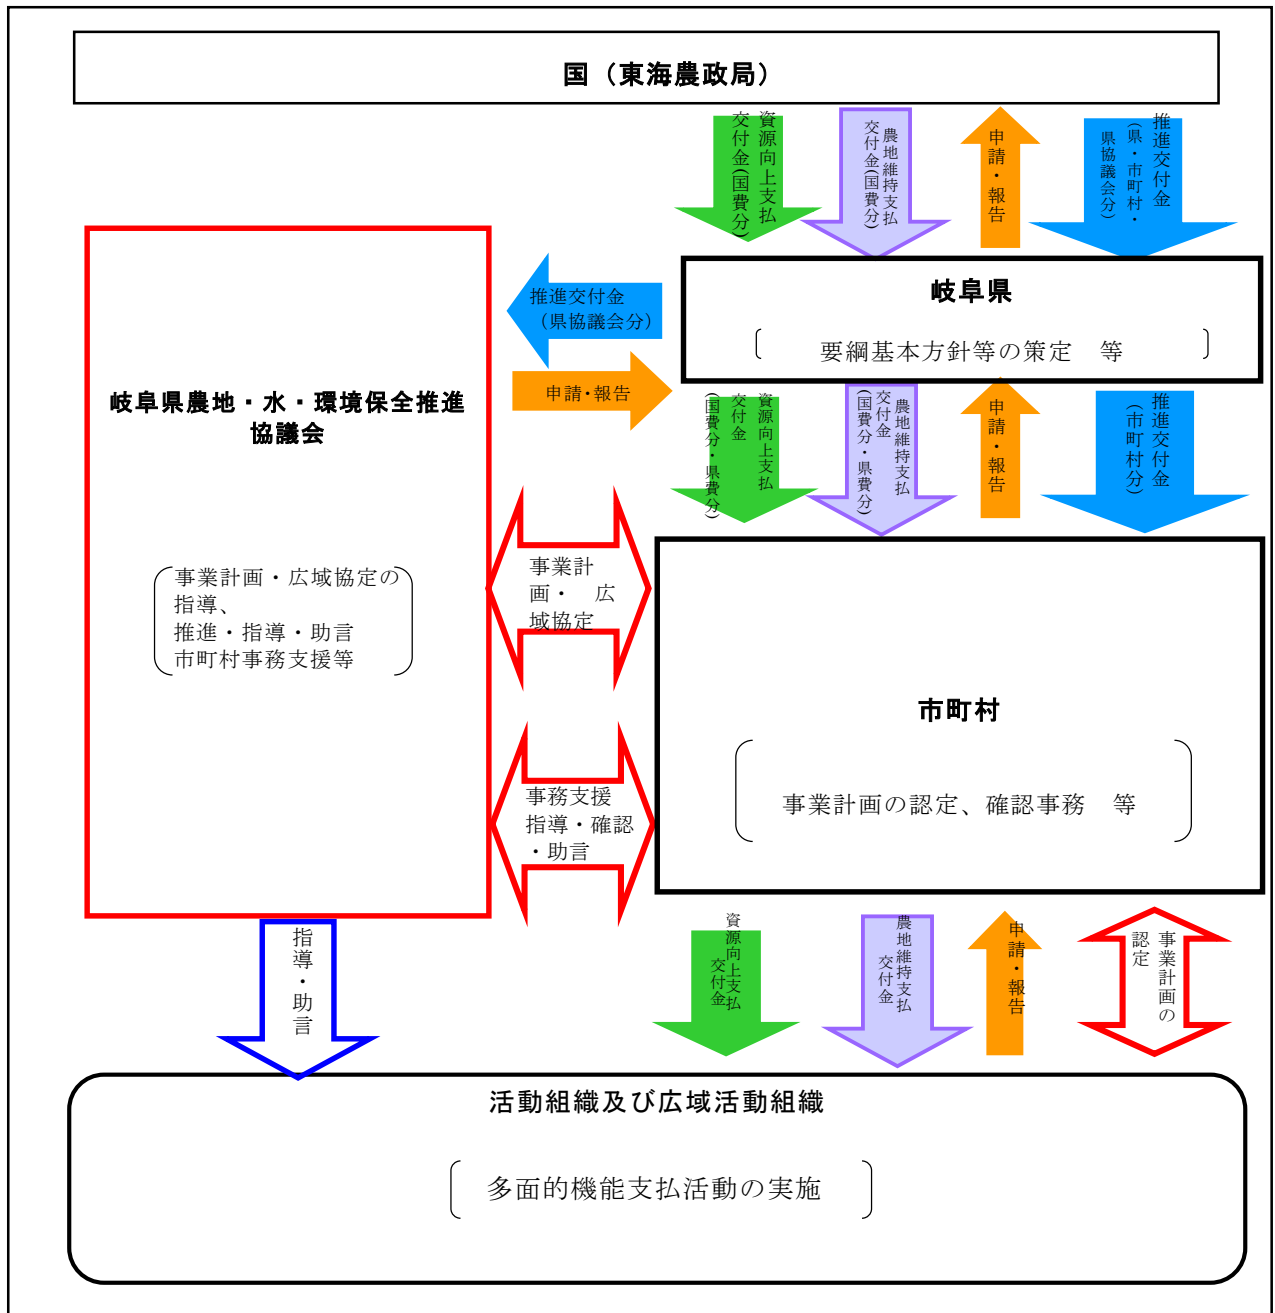 国（東海農政局）
資源向上支払
交付金(国費分)
農地維持支払
交付金(国費分)
申請・報告
推進交付金
(県・市町村・
県協議会分)
岐阜県
要綱基本方針等の策定　等
推進交付金
（県協議会分）
申請・報告
岐阜県農地・水・環境保全推進
協議会
事業計画・広域協定の
指導、
推進・指導・助言
市町村事務支援等
資源向上支払
交付金
(国費分・県費分)
農地維持支払
交付金
(国費分・県費分)
申請・報告
推進交付金
(市町村分)
事業計
画・　広
域協定
事務支援
指導・確認
・助言
市町村
事業計画の認定、確認事務　等
指導・助言
資源向上支払
交付金
農地維持支払
交付金
申請・報告
事業計画の
認定
活動組織及び広域活動組織
多面的機能支払活動の実施